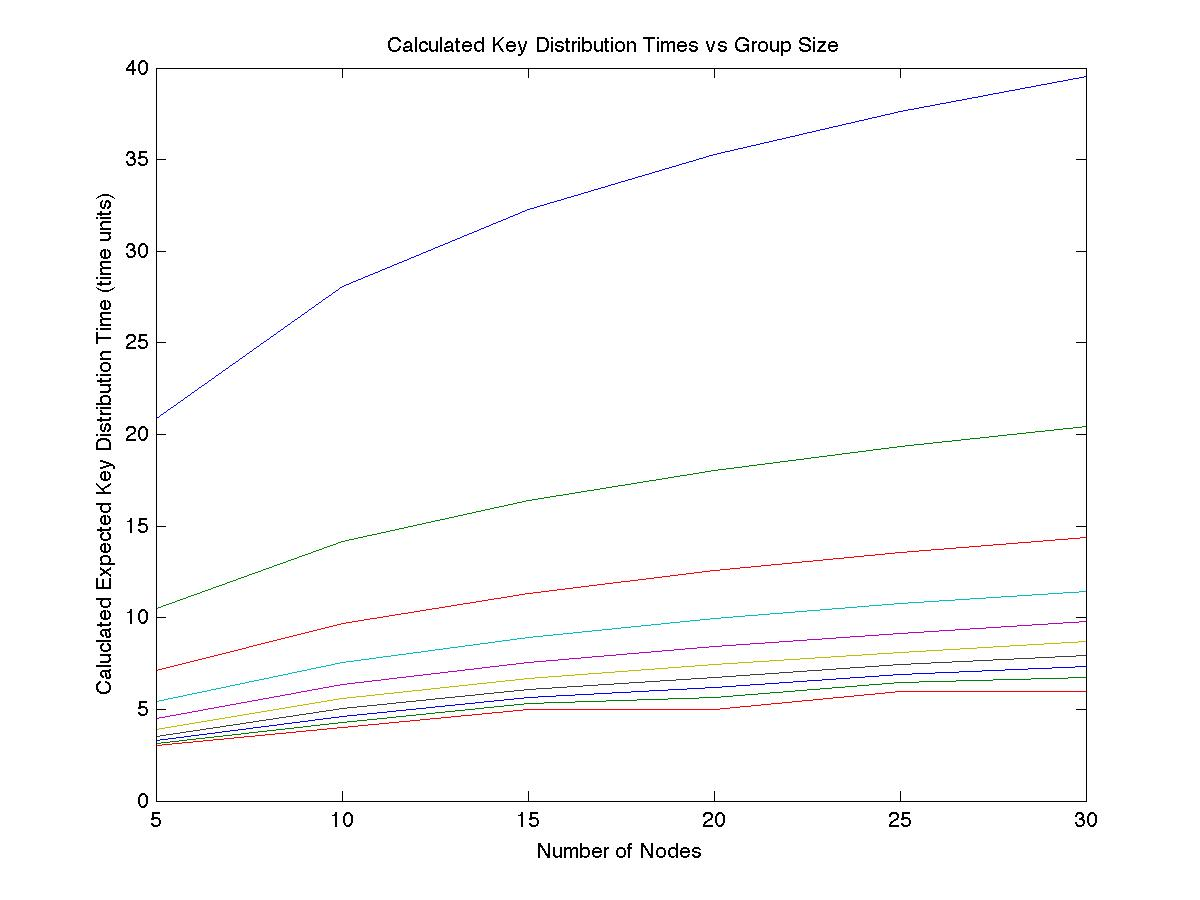 Calculated Key Distribution Times vs Group Size
40
35
30
25
20
15
10
5
0
Caluclated Expected Key Distribution Time (time units)
5 10 15 20 25 30
Number of Nodes